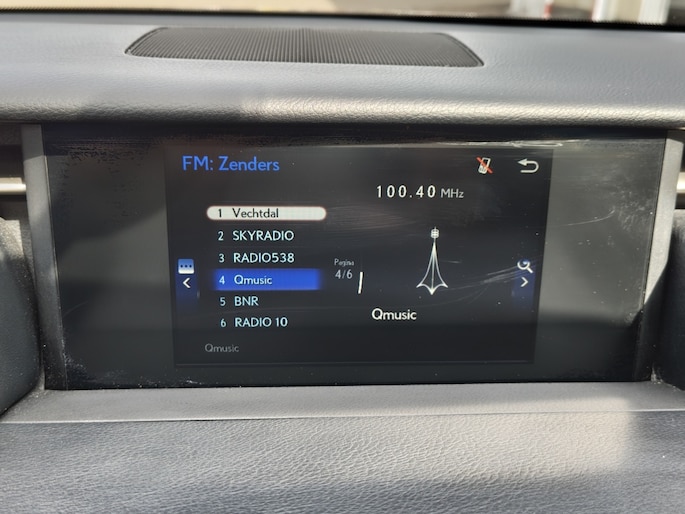 FM: Zenders
100.40 MHz
1 Vechtdal
2 SKYRADIO
3 RADIO538
4 Qmusic
5 BNR
6 RADIO 10
Pagina
4/6
Qmusic
Qmusic